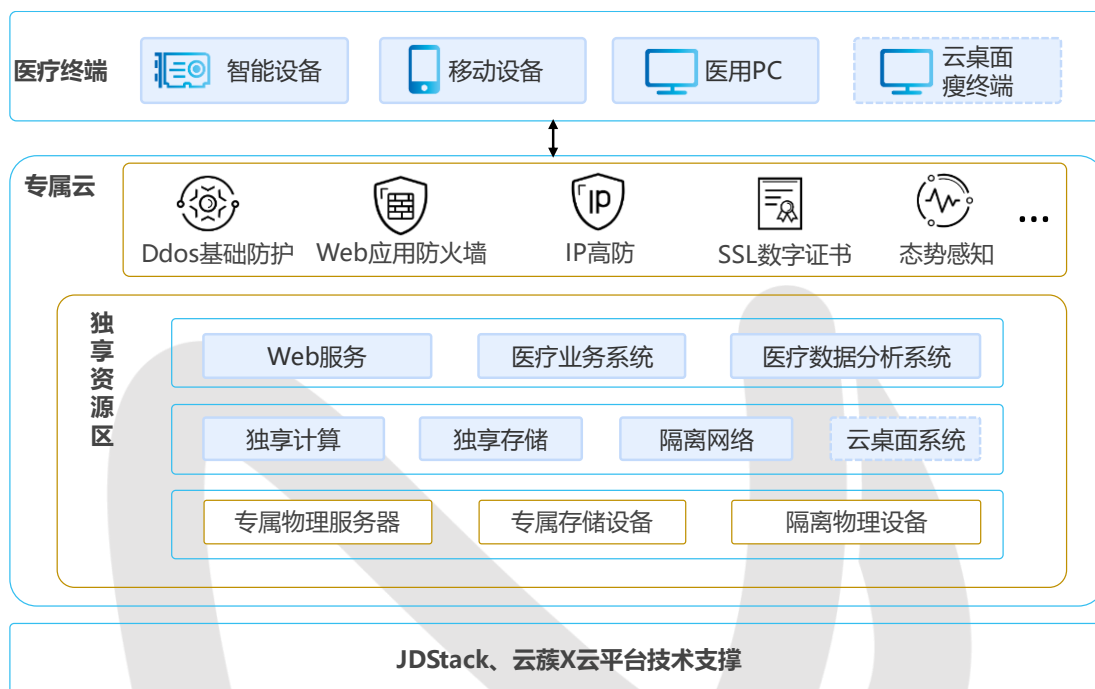 医疗终端
智能设备
移动设备
医用PC
云桌面
瘦终端
专属云
Ddos基础防护
Web应用防火墙
IP
IP高防
SSL数字证书
态势感知
...
独享资源区
Web服务
医疗业务系统
医疗数据分析系统
独享计算
独享存储
隔离网络
云桌面系统
专属物理服务器
专属存储设备
隔离物理设备
JDStack、云蔟X云平台技术支撑